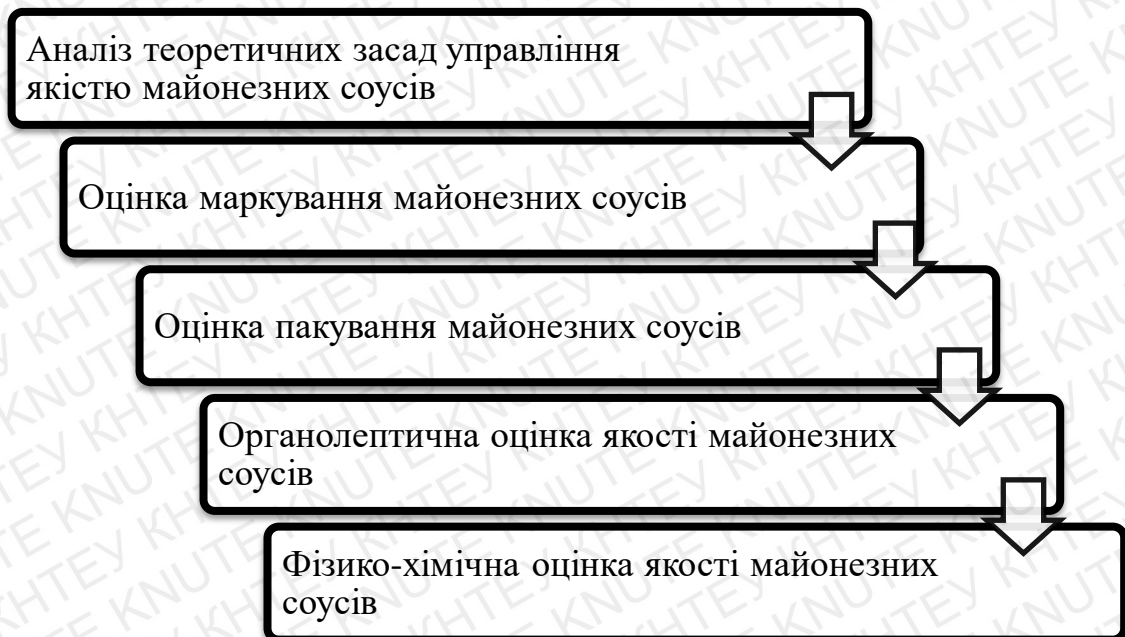 Аналіз теоретичних засад управління
якістю майонезних соусів
Оцінка маркування майонезних соусів
Оцінка пакування майонезних соусів
Органолептична оцінка якості майонезних
соусів
Фізико-хімічна оцінка якості майонезних
соусів